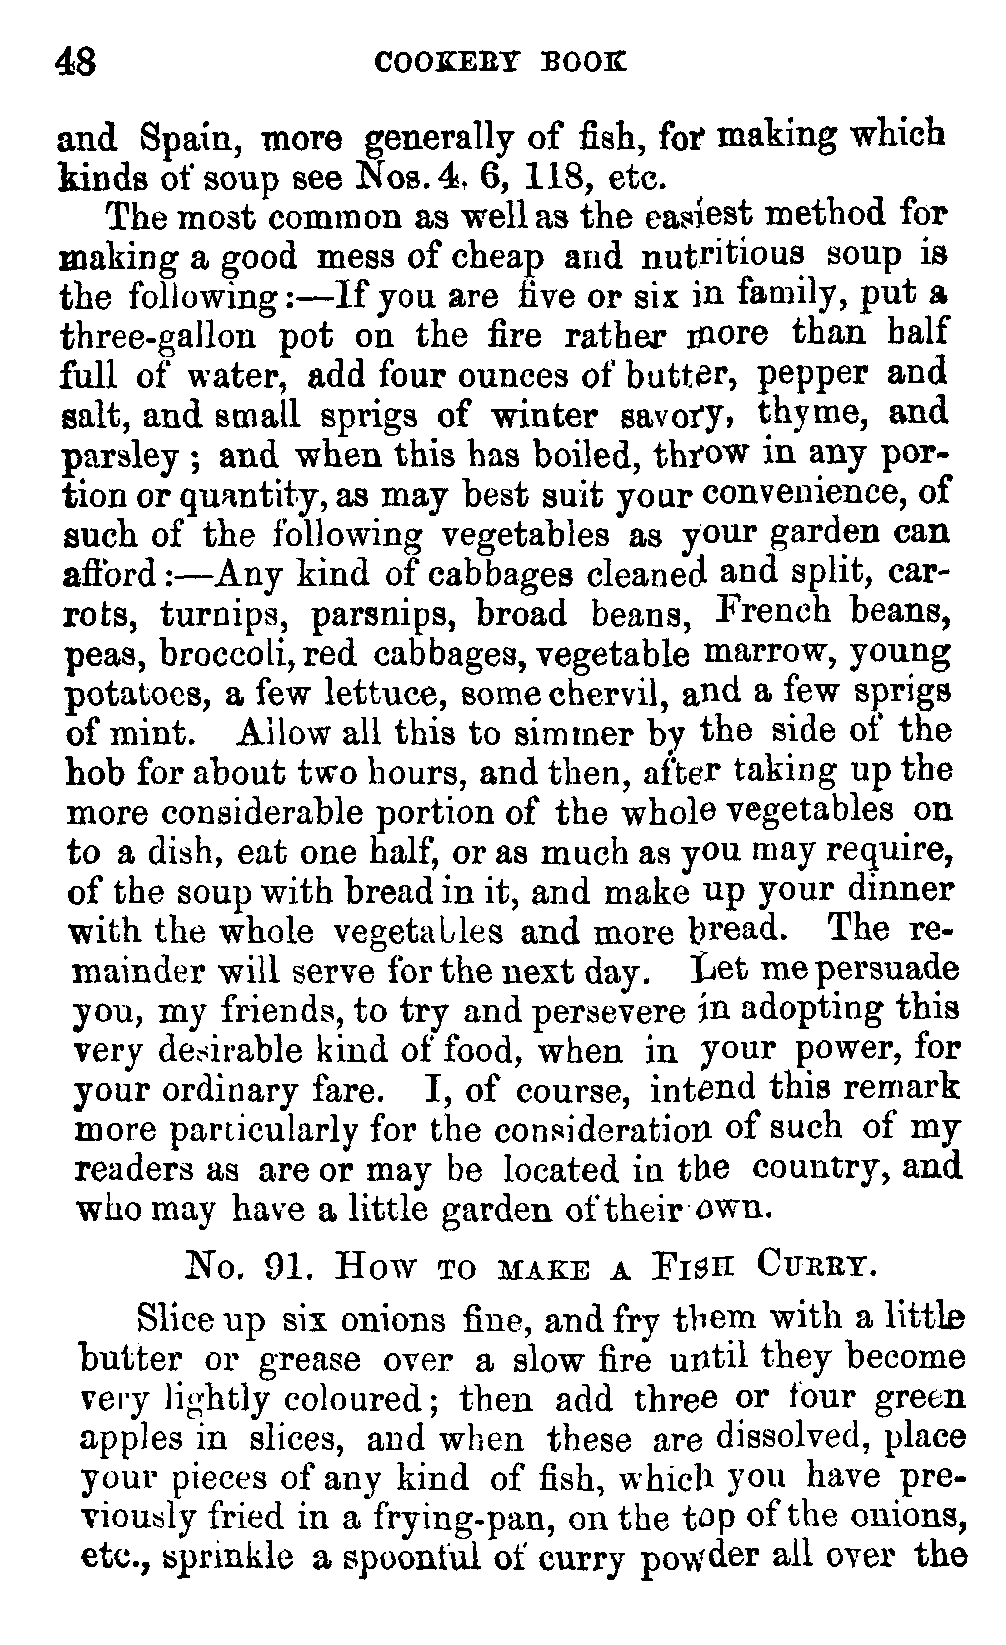 48 COOKERY BOOK
and Spain, more generally of fish, for making which
kinds of soup see Nos. 4, 6, 118, etc.
The most common as well as the easiest method for
making a good mess of cheap and nutritious soup is
the following:—If you are five or six in family, put a
three-gallon pot on the fire rather more than half
full of water, add four ounces of butter, pepper and
salt, and small sprigs of winter savory, thyme, and
parsley; and when this has boiled, throw in any por-
tion or quantity, as may best suit your convenience, of
such of the following vegetables as your garden can
afford:—Any kind of cabbages cleaned and split, car-
rots, turnips, parsnips, broad beans, French beans,
peas, broccoli, red cabbages, vegetable marrow, young
potatoes, a few lettuce, some chervil, and a few sprigs
of mint. Allow all this to simmer by the side of the
hob for about two hours, and then, after taking up the
more considerable portion of the whole vegetables on
to a dish, eat one half, or as much as you may require,
of the soup with bread in it, and make up your dinner
with the whole vegetables and more bread. The re-
mainder will serve for the next day. Let me persuade
you, my friends, to try and persevere in adopting this
very desirable kind of food, when in your power, for
your ordinary fare. I, of course, intend this remark
more particularly for the consideration of such of my
readers as are or may be located in the country, and
who may have a little garden of their own.
No. 91. How to make a Fish Curry.
Slice up six onions fine, and fry them with a little
butter or grease over a slow fire until they become
very lightly coloured; then add three or four green
apples in slices, and when these are dissolved, place
your pieces of any kind of fish, which you have pre-
viously fried in a frying-pan, on the top of the onions,
etc., sprinkle a spoonful of curry powder all over the